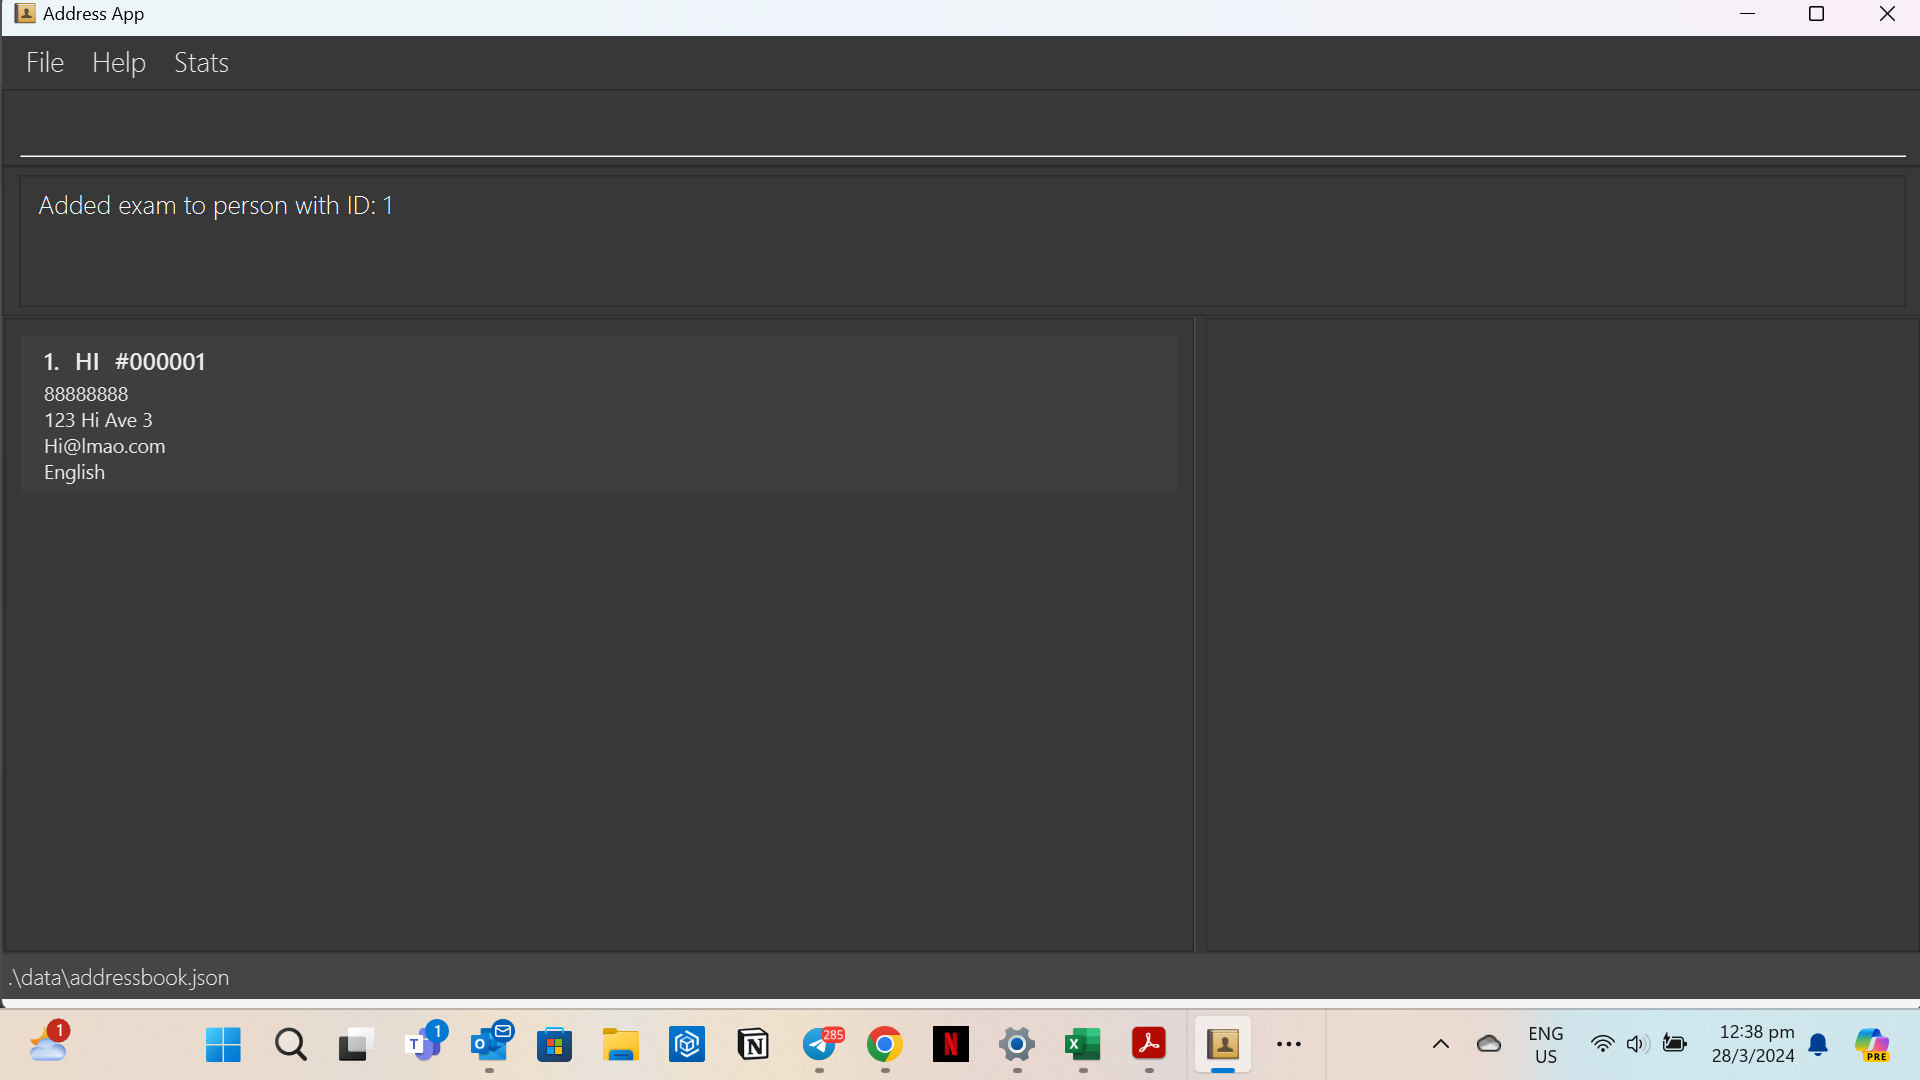 Address App
File Help Stats
Added exam to person with ID: 1
1. HI #000001
88888888
123 Hi Ave 3
Hi@lmao.com
English
.\data\addressbook.json
1
T
1
O
N
285
N
X
ENG
US
12:38 pm
28/3/2024
PRE